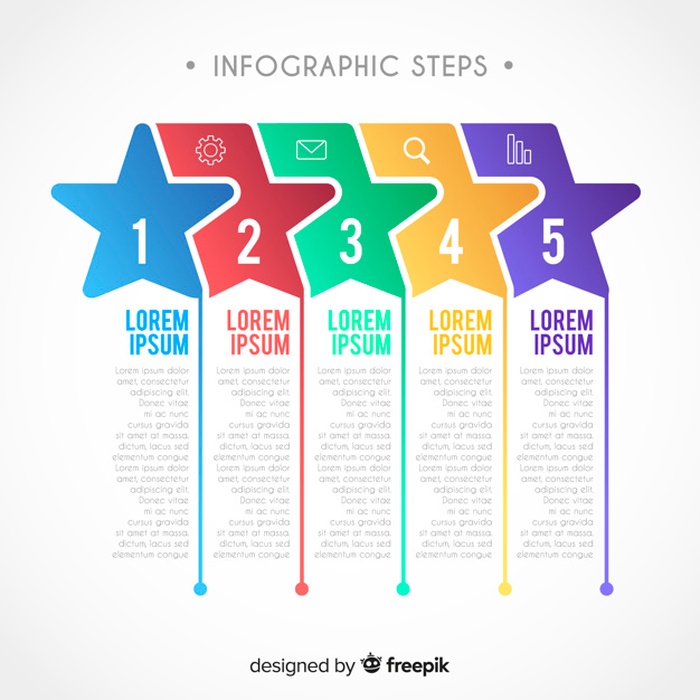 • INFOGRAPHIC STEPS •
1
2
3
4
5
LOREM
IPSUM
Lorem ipsum dolor
amet, consectetur
adipiscing elit.
Donec vitae
mi ac nunc
cursus gravida
sit amet at massa.
dictum, lacus sed
elementum congue
Lorem ipsum dolor
amet, consectetur
adipiscing elit.
Donec vitae
mi ac nunc
cursus gravida
sit amet at massa.
dictum, lacus sed
elementum congue
LOREM
IPSUM
Lorem ipsum dolor
amet, consectetur
adipiscing elit.
Donec vitae
mi ac nunc
cursus gravida
sit amet at massa.
dictum, lacus sed
elementum congue
Lorem ipsum dolor
amet, consectetur
adipiscing elit.
Donec vitae
mi ac nunc
cursus gravida
sit amet at massa.
dictum, lacus sed
elementum congue
LOREM
IPSUM
Lorem ipsum dolor
amet, consectetur
adipiscing elit.
Donec vitae
mi ac nunc
cursus gravida
sit amet at massa.
dictum, lacus sed
elementum congue
Lorem ipsum dolor
amet, consectetur
adipiscing elit.
Donec vitae
mi ac nunc
cursus gravida
sit amet at massa.
dictum, lacus sed
elementum congue
LOREM
IPSUM
Lorem ipsum dolor
amet, consectetur
adipiscing elit.
Donec vitae
mi ac nunc
cursus gravida
sit amet at massa.
dictum, lacus sed
elementum congue
Lorem ipsum dolor
amet, consectetur
adipiscing elit.
Donec vitae
mi ac nunc
cursus gravida
sit amet at massa.
dictum, lacus sed
elementum congue
LOREM
IPSUM
Lorem ipsum dolor
amet, consectetur
adipiscing elit.
Donec vitae
mi ac nunc
cursus gravida
sit amet at massa.
dictum, lacus sed
elementum congue
Lorem ipsum dolor
amet, consectetur
adipiscing elit.
Donec vitae
mi ac nunc
cursus gravida
sit amet at massa.
dictum, lacus sed
elementum congue
designed by freepik